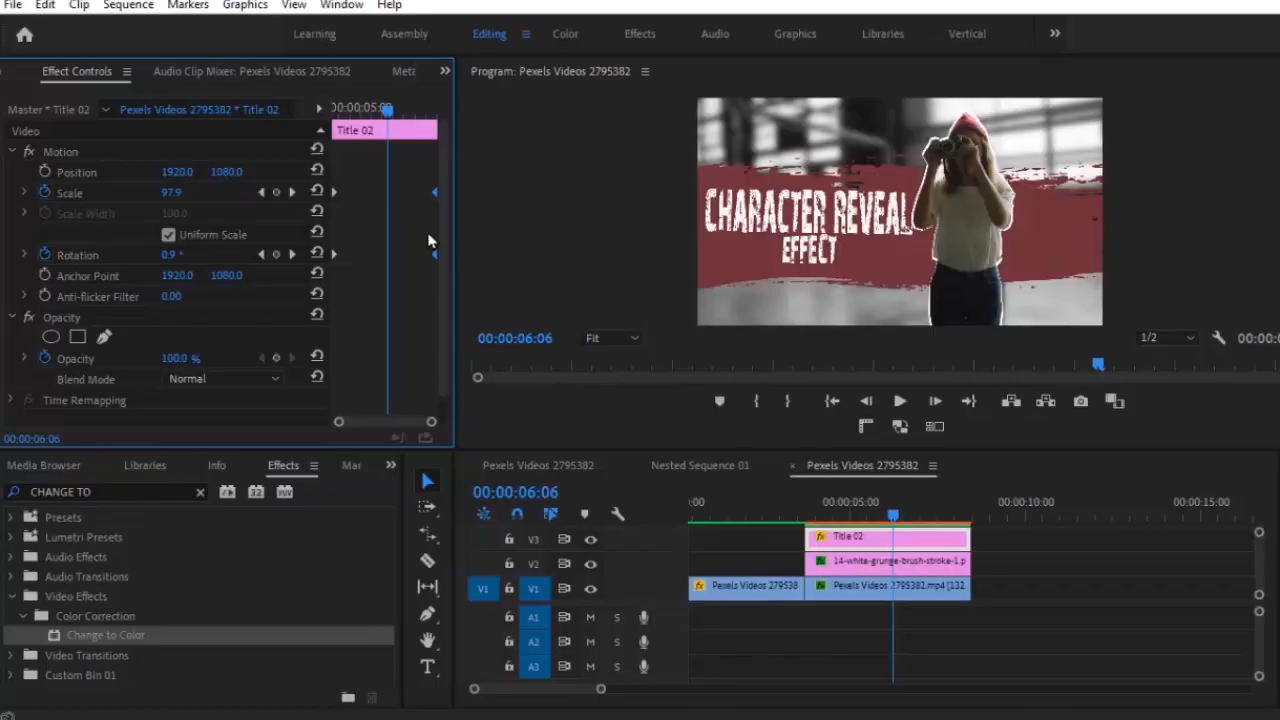 File Edit Clip Sequence Markers Graphics View Window Help
Learning Assembly Editing Color Effects Audio Graphics Libraries Vertical
Effect Controls Audio Clip Mixer: Pexels Videos 2795382 Meta
Program: Pexels Videos 2795382
Master * Title 02 Pexels Videos 2795382 * Title 02 00:00:05:00
Video Title 02
fx Motion
Position 1920.0 1080.0
Scale 97.9
Scale Width 100.0
Uniform Scale
Rotation 0.9 °
Anchor Point 1920.0 1080.0
Anti-flicker Filter 0.00
fx Opacity
Opacity 100.0 %
Blend Mode Normal
fx Time Remapping
00:00:06:06
CHARACTER REVEAL
EFFECT
00:00:06:06 Fit 1/2 00:00:
Media Browser Libraries Info Effects Mar
CHANGE TO 32 YUV
Presets
Lumetri Presets
Audio Effects
Audio Transitions
Video Effects
Color Correction
Change to Color
Video Transitions
Custom Bin 01
Pexels Videos 2795382 Nested Sequence 01 × Pexels Videos 2795382
00:00:06:06 :00 00:00:05:00 00:00:10:00 00:00:15:00
V3 fx Title 02
V2 fx 14-white-grunge-brush-stroke-1.p
V1 V1 fx Pexels Videos 279538 fx Pexels Videos 2795382.mp4 [132.
A1 M S
A2 M S
A3 M S